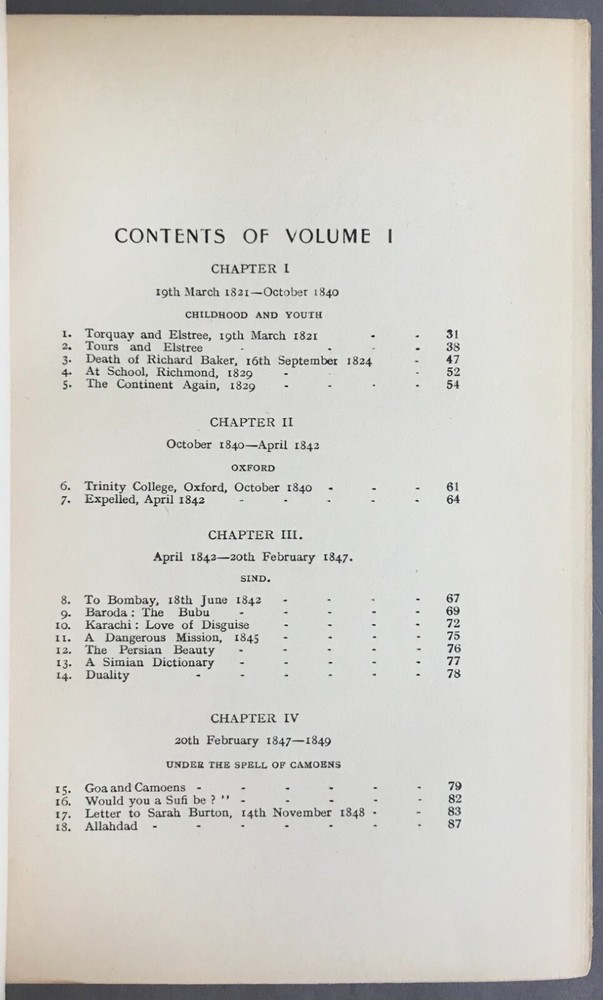 CONTENTS OF VOLUME I
CHAPTER I
19th March 1821—October 1840
CHILDHOOD AND YOUTH
1. Torquay and Elstree, 19th March 1821 - - 31
2. Tours and Elstree - - - 38
3. Death of Richard Baker, 16th September 1824 - 47
4. At School, Richmond, 1829 - - - 52
5. The Continent Again, 1829 - - - - 54
CHAPTER II
October 1840—April 1842
OXFORD
6. Trinity College, Oxford, October 1840 - - - 61
7. Expelled, April 1842 - - - - - 64
CHAPTER III.
April 1842—20th February 1847.
SIND.
8. To Bombay, 18th June 1842 - - - - 67
9. Baroda: The Bubu - - - - - 69
10. Karachi: Love of Disguise - - - - 72
11. A Dangerous Mission, 1845 - - - - 75
12. The Persian Beauty - - - - - 76
13. A Simian Dictionary - - - - - 77
14. Duality - - - - - - 78
CHAPTER IV
20th February 1847—1849
UNDER THE SPELL OF CAMOENS
15. Goa and Camoens - - - - - - 79
16. Would you a Sufi be?" - - - - - 82
17. Letter to Sarah Burton, 14th November 1848 - - 83
18. Allahdad - - - - - - - 87